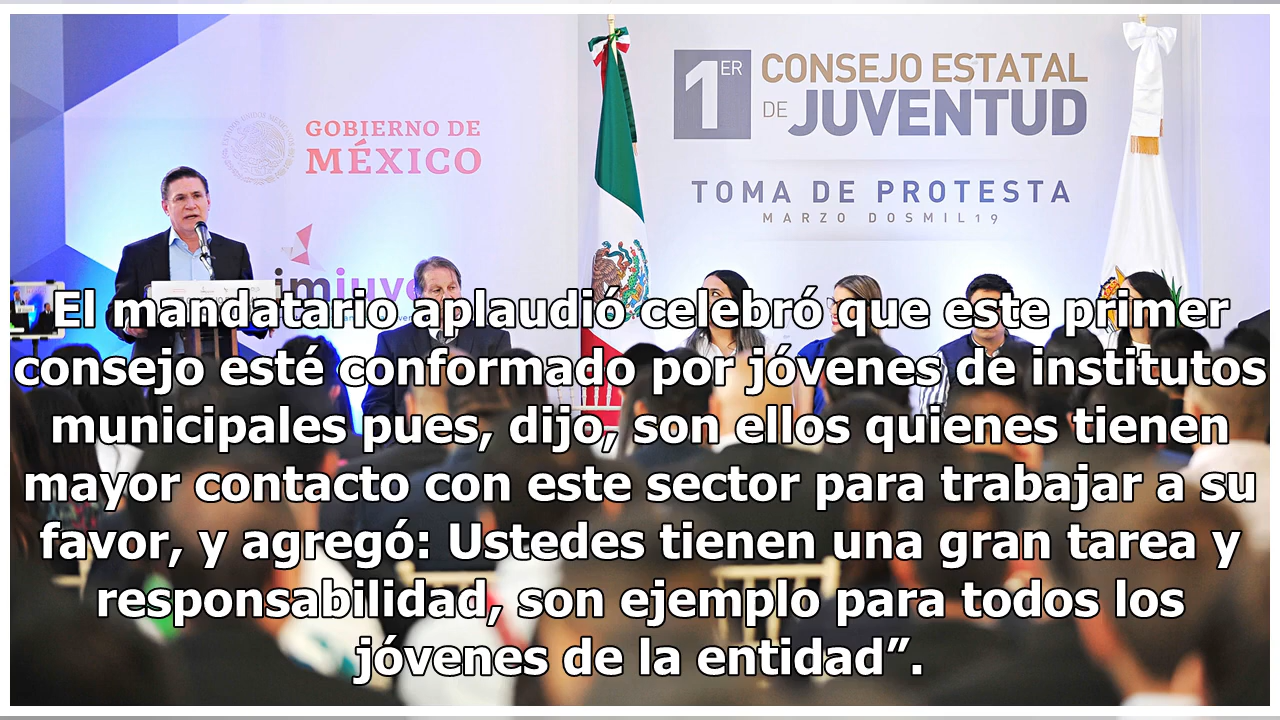 1ER CONSEJO ESTATAL
DE JUVENTUD
TOMA DE PROTESTA
MARZO DOSMIL19
GOBIERNO DE
MÉXICO
El mandatario aplaudió celebró que este primer
consejo esté conformado por jóvenes de institutos
municipales pues, dijo, son ellos quienes tienen
mayor contacto con este sector para trabajar a su
favor, y agregó: Ustedes tienen una gran tarea y
responsabilidad, son ejemplo para todos los
jóvenes de la entidad”.